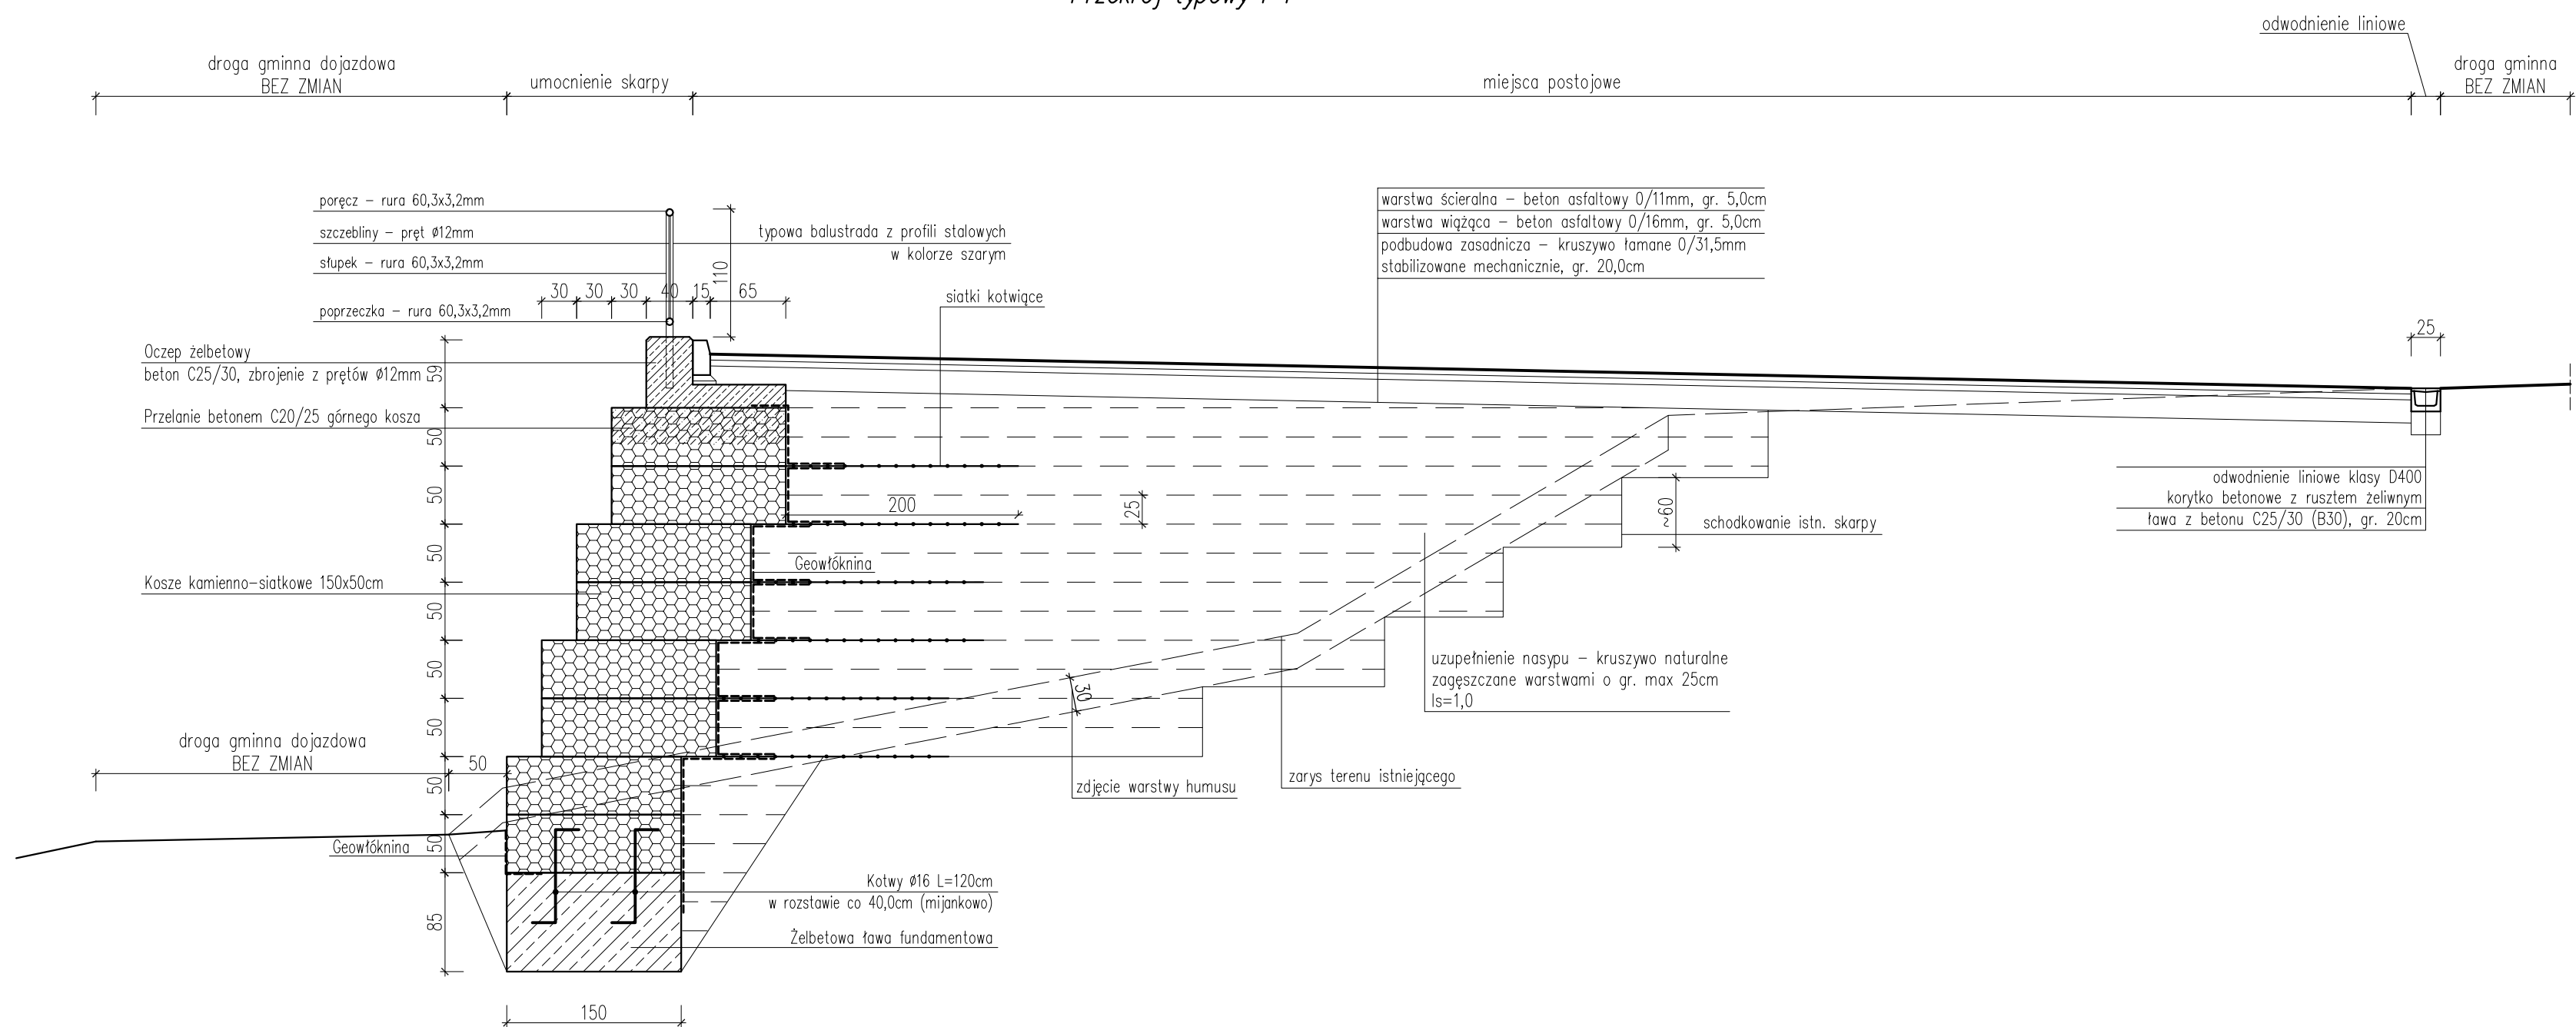 Przekrój typowy
odwodnienie liniowe
droga gminna dojazdowa
BEZ ZMIAN
umocnienie skarpy
miejsca postojowe
droga gminna
BEZ ZMIAN
poręcz – rura 60,3x3,2mm
szczebliny – pręt ø12mm
słupek – rura 60,3x3,2mm
poprzeczka – rura 60,3x3,2mm
typowa balustrada z profili stalowych
w kolorze szarym
110
30 30 30 40 15 65
siatki kotwiące
warstwa ścieralna – beton asfaltowy 0/11mm, gr. 5,0cm
warstwa wiążąca – beton asfaltowy 0/16mm, gr. 5,0cm
podbudowa zasadnicza – kruszywo łamane 0/31,5mm
stabilizowane mechanicznie, gr. 20,0cm
25
Oczep żelbetowy
beton C25/30, zbrojenie z prętów ø12mm
59
Przelanie betonem C20/25 górnego kosza
50
50
200
25
~60
schodkowanie istn. skarpy
odwodnienie liniowe klasy D400
korytko betonowe z rusztem żeliwnym
ława z betonu C25/30 (B30), gr. 20cm
50
Geowłóknina
Kosze kamienno-siatkowe 150x50cm
50
50
30
uzupełnienie nasypu – kruszywo naturalne
zagęszczane warstwami o gr. max 25cm
Is=1,0
50
droga gminna dojazdowa
BEZ ZMIAN
50
50
zdjęcie warstwy humusu
zarys terenu istniejącego
50
Geowłóknina
Kotwy ø16 L=120cm
w rozstawie co 40,0cm (mijankowo)
85
Żelbetowa ława fundamentowa
150